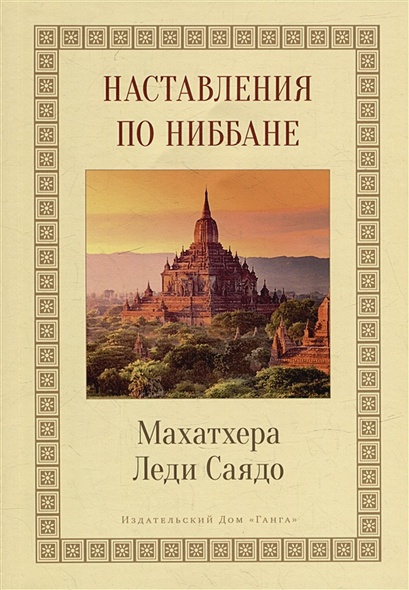 НАСТАВЛЕНИЯ
ПО НИББАНЕ
Махатхера
Леди Саядо
Издательский Дом «Ганга»